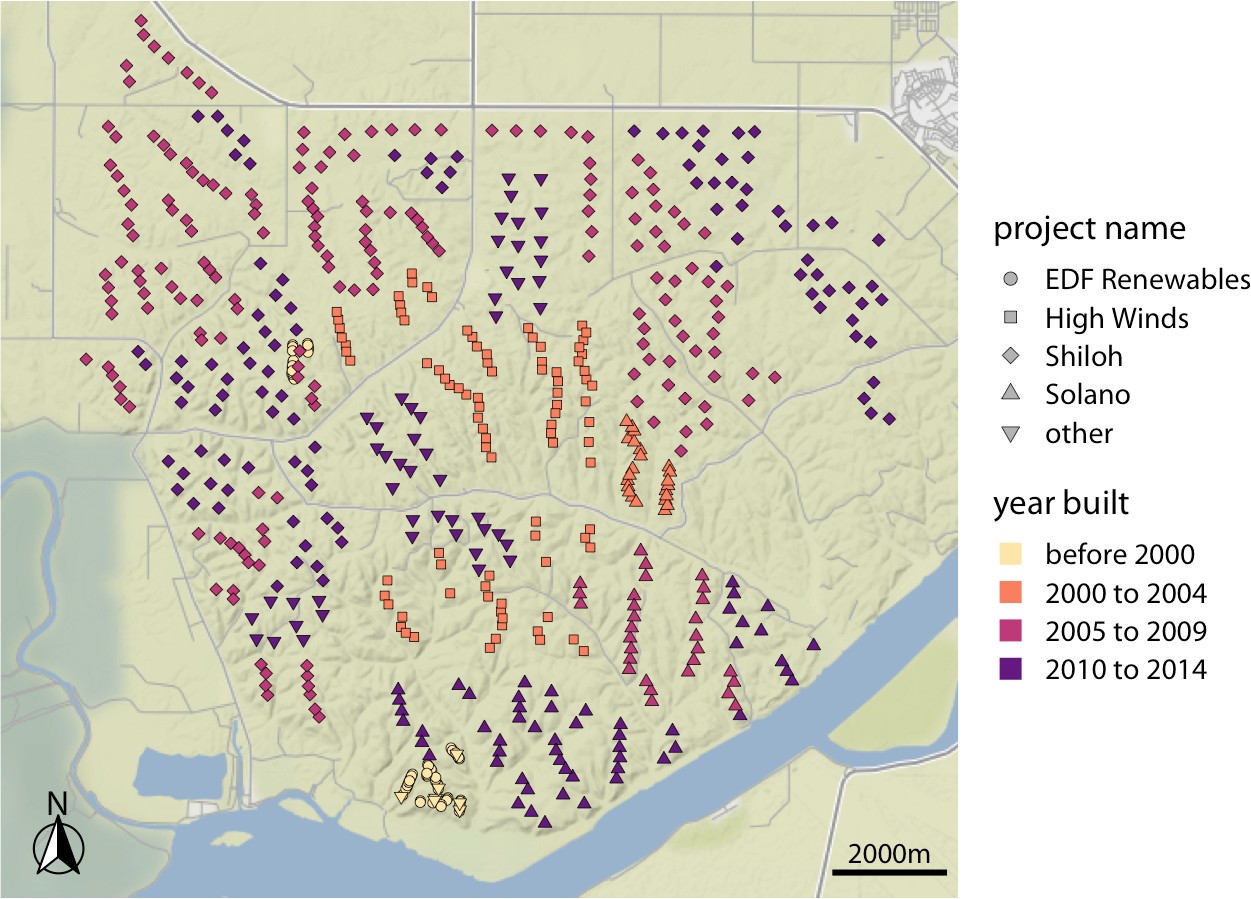 project name
EDF Renewables
High Winds
Shiloh
Solano
other
year built
before 2000
2000 to 2004
2005 to 2009
2010 to 2014
N
2000m